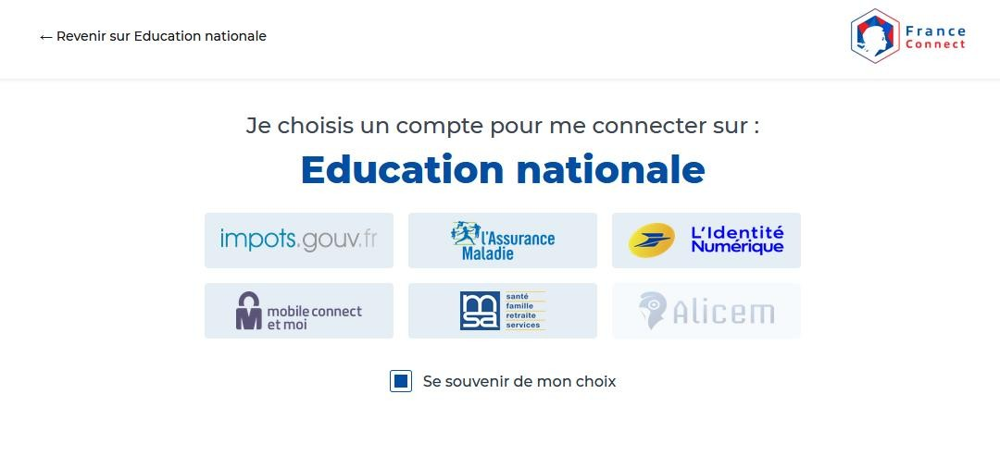 ← Revenir sur Education nationale
France
Connect
Je choisis un compte pour me connecter sur :
Education nationale
impots.gouv.fr
l'Assurance
Maladie
L'Identité
Numérique
mobile connect
et moi
msa
santé
famille
retraite
services
Alicem
Se souvenir de mon choix